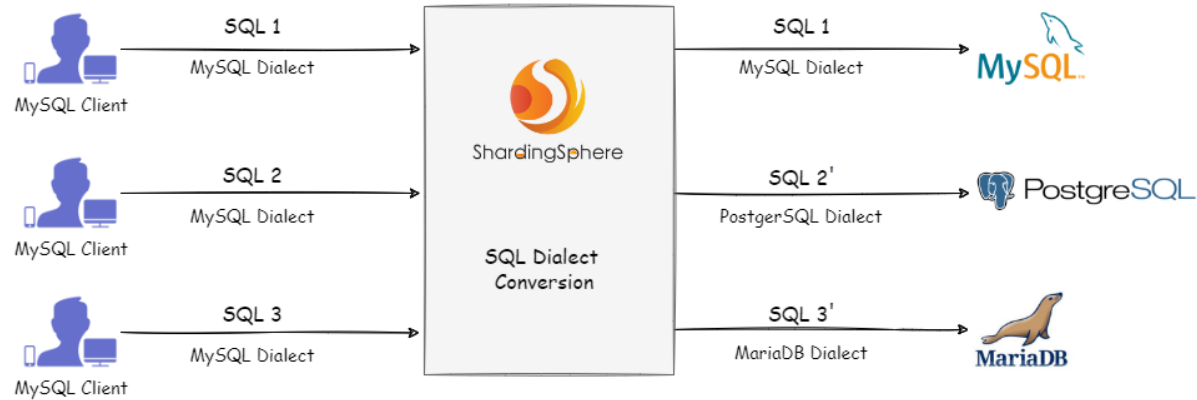 SQL 1
MySQL Dialect
MySQL Client
SQL 2
MySQL Dialect
MySQL Client
SQL 3
MySQL Dialect
MySQL Client
ShardingSphere
SQL Dialect
Conversion
SQL 1
MySQL Dialect
MySQL™
SQL 2'
PostgerSQL Dialect
PostgreSQL
SQL 3'
MariaDB Dialect
MariaDB